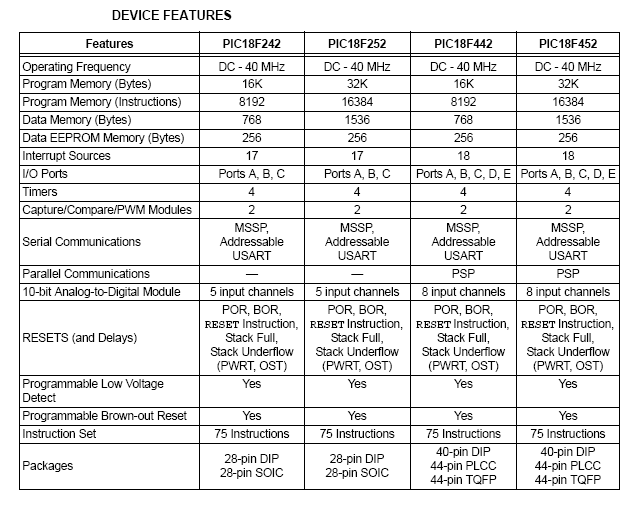 DEVICE FEATURES
Features PIC18F242 PIC18F252 PIC18F442 PIC18F452
Operating Frequency DC - 40 MHz DC - 40 MHz DC - 40 MHz DC - 40 MHz
Program Memory (Bytes) 16K 32K 16K 32K
Program Memory (Instructions) 8192 16384 8192 16384
Data Memory (Bytes) 768 1536 768 1536
Data EEPROM Memory (Bytes) 256 256 256 256
Interrupt Sources 17 17 18 18
I/O Ports Ports A, B, C Ports A, B, C Ports A, B, C, D, E Ports A, B, C, D, E
Timers 4 4 4 4
Capture/Compare/PWM Modules 2 2 2 2
MSSP, MSSP, MSSP, MSSP,
Serial Communications Addressable Addressable Addressable Addressable
USART USART USART USART
Parallel Communications — — PSP PSP
10-bit Analog-to-Digital Module 5 input channels 5 input channels 8 input channels 8 input channels
POR, BOR, POR, BOR, POR, BOR, POR, BOR,
RESET Instruction, RESET Instruction, RESET Instruction, RESET Instruction,
RESETS (and Delays) Stack Full, Stack Full, Stack Full, Stack Full,
Stack Underflow Stack Underflow Stack Underflow Stack Underflow
(PWRT, OST) (PWRT, OST) (PWRT, OST) (PWRT, OST)
Programmable Low Voltage Yes Yes Yes Yes
Detect
Programmable Brown-out Reset Yes Yes Yes Yes
Instruction Set 75 Instructions 75 Instructions 75 Instructions 75 Instructions
40-pin DIP 40-pin DIP
Packages 28-pin DIP 28-pin DIP 44-pin PLCC 44-pin PLCC
28-pin SOIC 28-pin SOIC 44-pin TQFP 44-pin TQFP